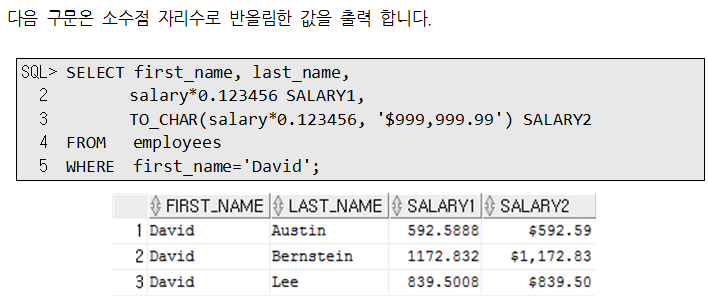 다음 구문은 소수점 자리수로 반올림한 값을 출력 합니다.
SQL> SELECT first_name, last_name,
2 salary*0.123456 SALARY1,
3 TO_CHAR(salary*0.123456, '$999,999.99') SALARY2
4 FROM employees
5 WHERE first_name='David';
FIRST_NAME LAST_NAME SALARY1 SALARY2
1 David Austin 592.5888 $592.59
2 David Bernstein 1172.832 $1,172.83
3 David Lee 839.5008 $839.50